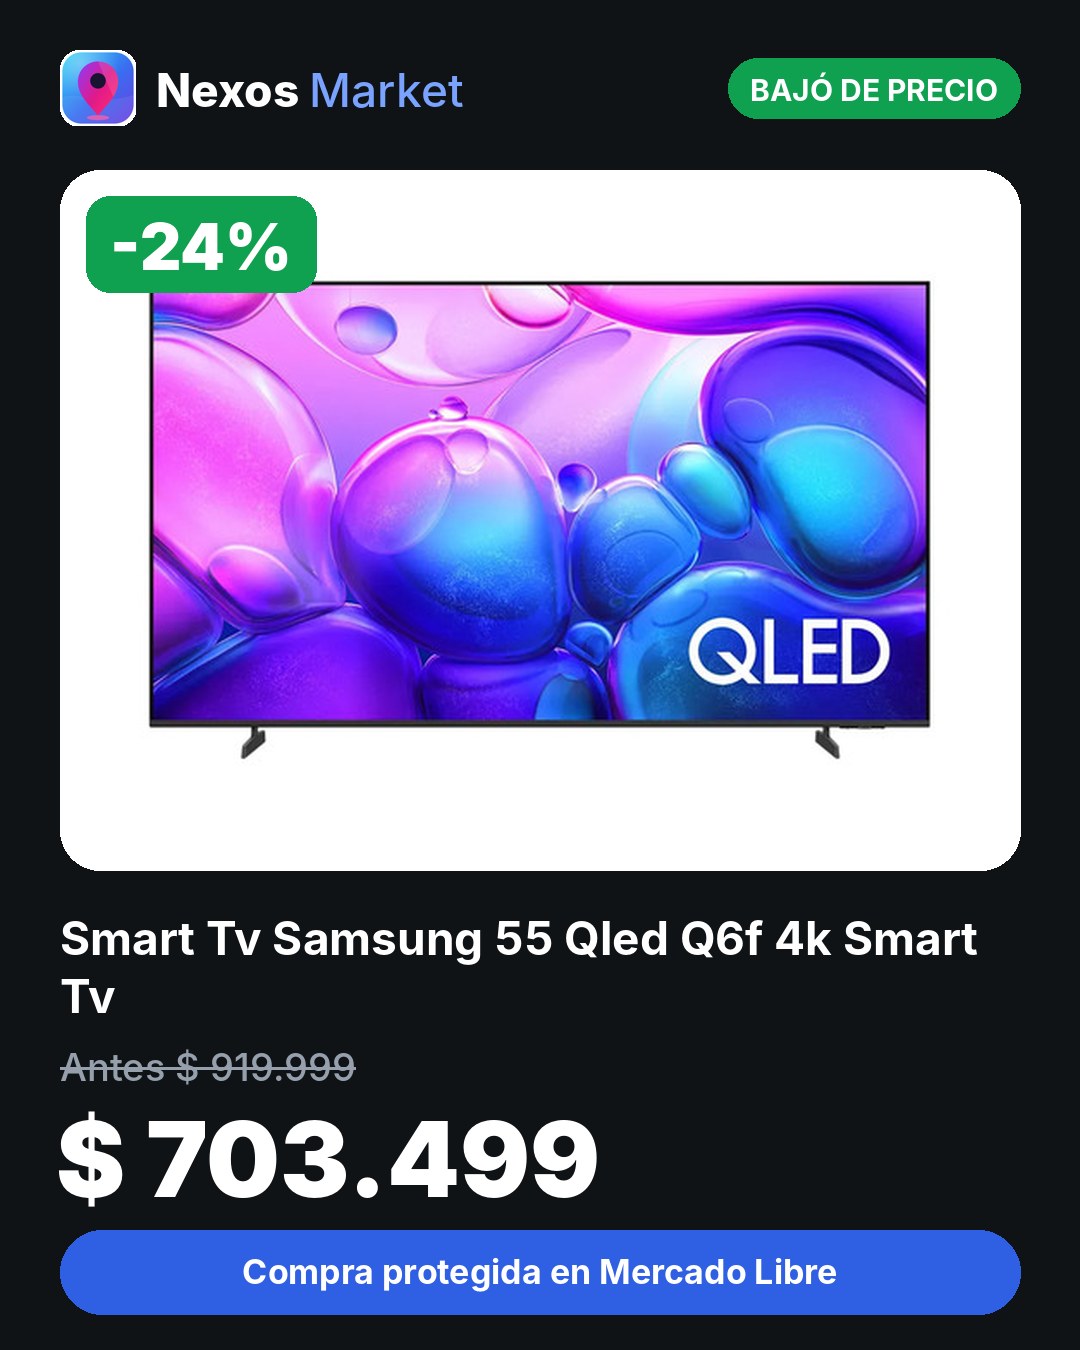 Nexos Market
BAJÓ DE PRECIO
-24%
QLED
Smart Tv Samsung 55 Qled Q6f 4k Smart
Tv
Antes $ 919.999
$ 703.499
Compra protegida en Mercado Libre